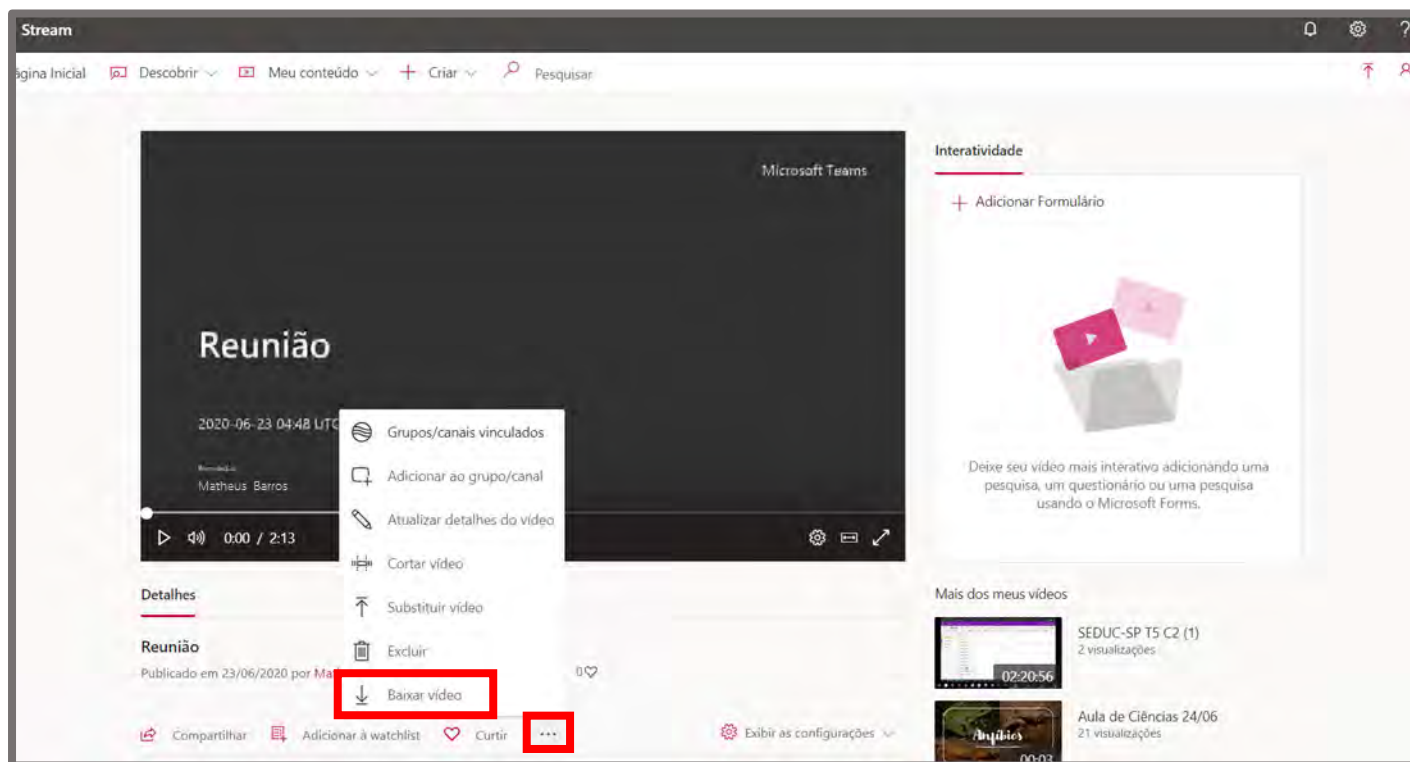 Stream
ágina Inicial Descobrir Meu conteúdo Criar Pesquisar
Microsoft Teams
Reunião
2020-06-23 04:48 UTC
Matheus Barros
0:00 / 2:13
Grupos/canais vinculados
Adicionar ao grupo/canal
Atualizar detalhes do vídeo
Cortar vídeo
Substituir vídeo
Excluir
Baixar vídeo
Detalhes
Reunião
Publicado em 23/06/2020 por Ma
0
Compartilhar Adicionar à watchlist Curtir ... Exibir as configurações
Interatividade
Adicionar Formulário
Deixe seu vídeo mais interativo adicionando uma
pesquisa, um questionário ou uma pesquisa
usando o Microsoft Forms.
Mais dos meus vídeos
02:20:56
SEDUC-SP T5 C2 (1)
2 visualizações
Anfíbios
00:03
Aula de Ciências 24/06
21 visualizações